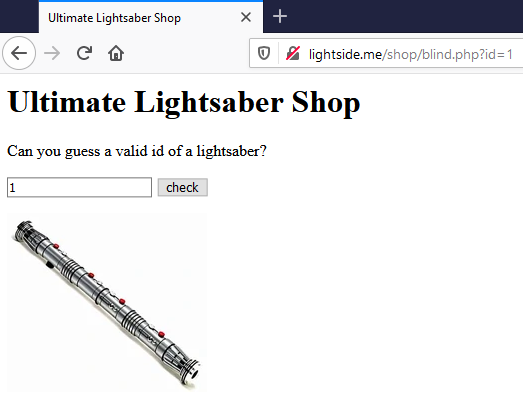 Ultimate Lightsaber Shop
lightside.me/shop/blind.php?id=1
Ultimate Lightsaber Shop
Can you guess a valid id of a lightsaber?
1 check